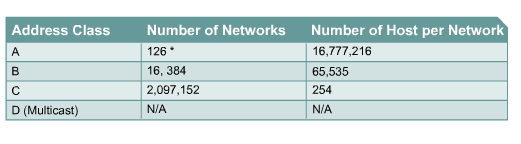 Address Class Number of Networks Number of Host per Network
A 126 * 16,777,216
B 16, 384 65,535
C 2,097,152 254
D (Multicast) N/A N/A